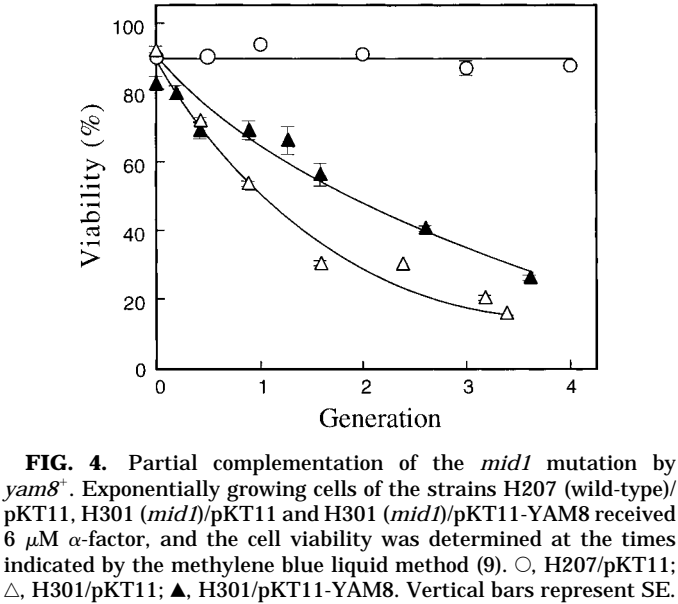 100
80
60
40
20
0
Viability (%)
0 1 2 3 4
Generation
FIG. 4. Partial complementation of the mid1 mutation by
yam8⁺. Exponentially growing cells of the strains H207 (wild-type)/
pKT11, H301 (mid1)/pKT11 and H301 (mid1)/pKT11-YAM8 received
6 μM α-factor, and the cell viability was determined at the times
indicated by the methylene blue liquid method (9). ○, H207/pKT11;
△, H301/pKT11; ▲, H301/pKT11-YAM8. Vertical bars represent SE.